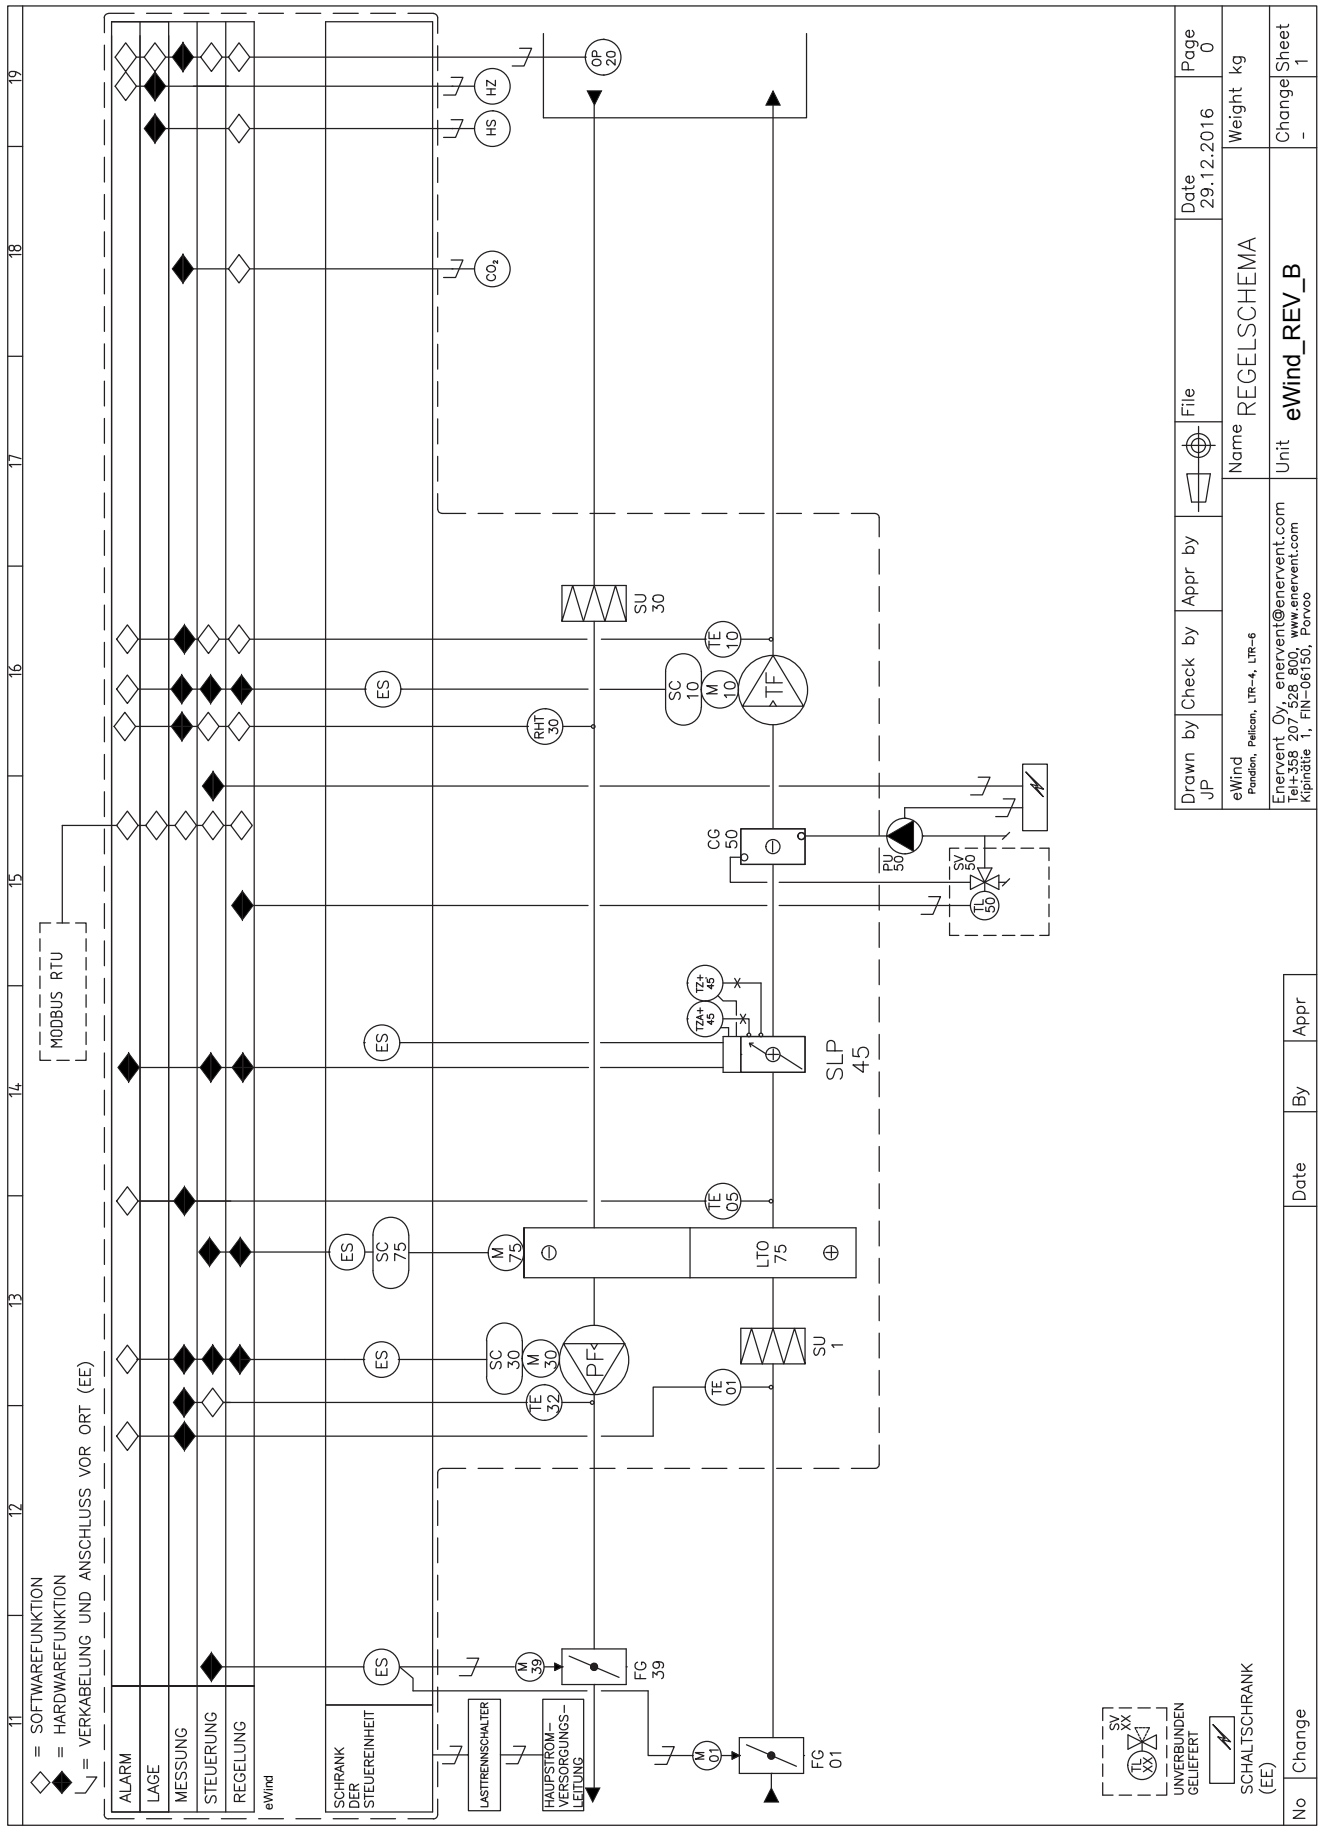 11
12
13
14
15
16
17
18
19
= SOFTWAREFUNKTION
= HARDWAREFUNKTION
= VERKABELUNG UND ANSCHLUSS VOR ORT (EE)
MODBUS RTU
ALARM
LAGE
MESSUNG
STEUERUNG
REGELUNG
eWind
SCHRANK
DER
STEUEREINHEIT
LASTTRENNSCHALTER
HAUPSTROM-
VERSORGUNGS-
LEITUNG
ES
M
39
FG
39
M
01
FG
01
TE
32
SC
30
M
30
PF
ES
TE
01
SU
1
ES
SC
75
M
75
LTO
75
TE
05
ES
TZA+
45
TZ+
45
SLP
45
TL
50
SV
50
PU
50
CG
50
RHT
30
ES
SC
10
M
10
TF
TE
10
SU
30
CO₂
HS
HZ
OP
20
SV
XX
TL
XX
UNVERBUNDEN
GELIEFERT
SCHALTSCHRANK
(EE)
No
Change
Date
By
Appr
Drawn by
JP
Check by
Appr by
File
Date
29.12.2016
Page
0
eWind
Pandion, Pelican, LTR-4, LTR-6
Name
REGELSCHEMA
Weight kg
Enervent Oy, enervent@enervent.com
Tel+358 207 528 800, www.enervent.com
Kipinätie 1, FIN-06150, Porvoo
Unit
eWind_REV_B
Change
-
Sheet
1